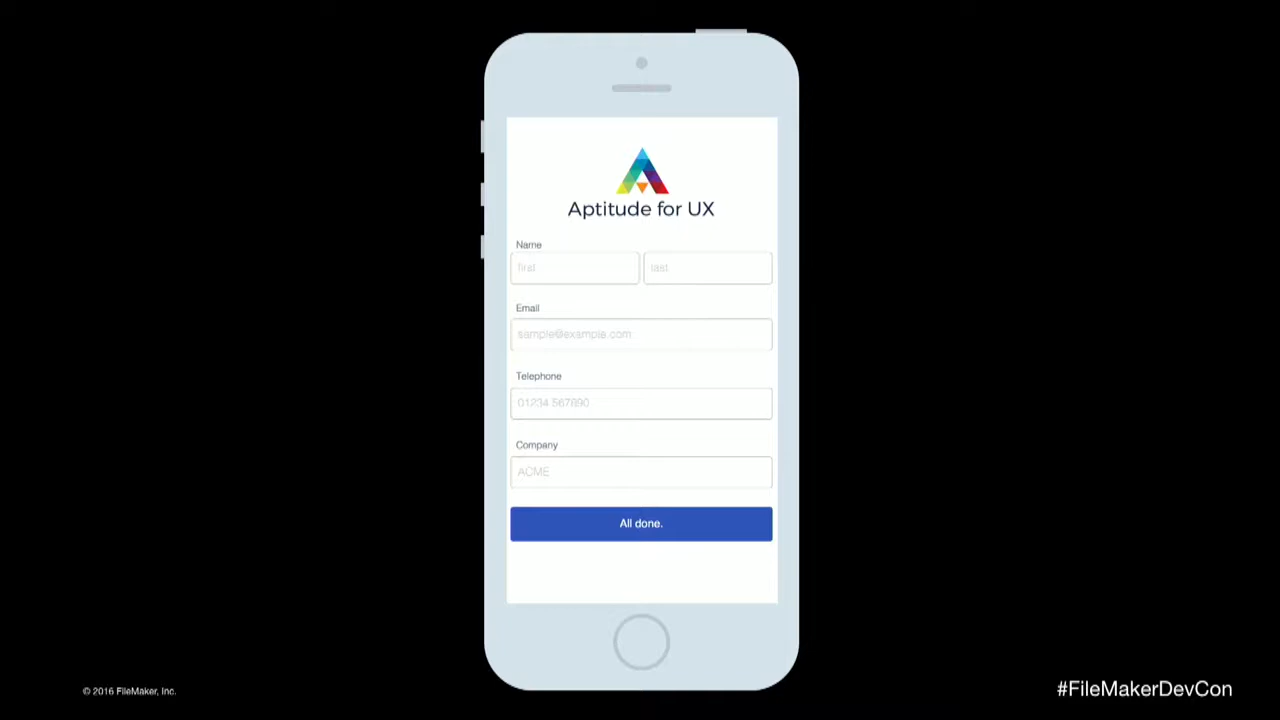 Aptitude for UX
Name
first last
Email
sample@example.com
Telephone
01234 567890
Company
ACME
All done.
© 2016 FileMaker, Inc.
#FileMakerDevCon